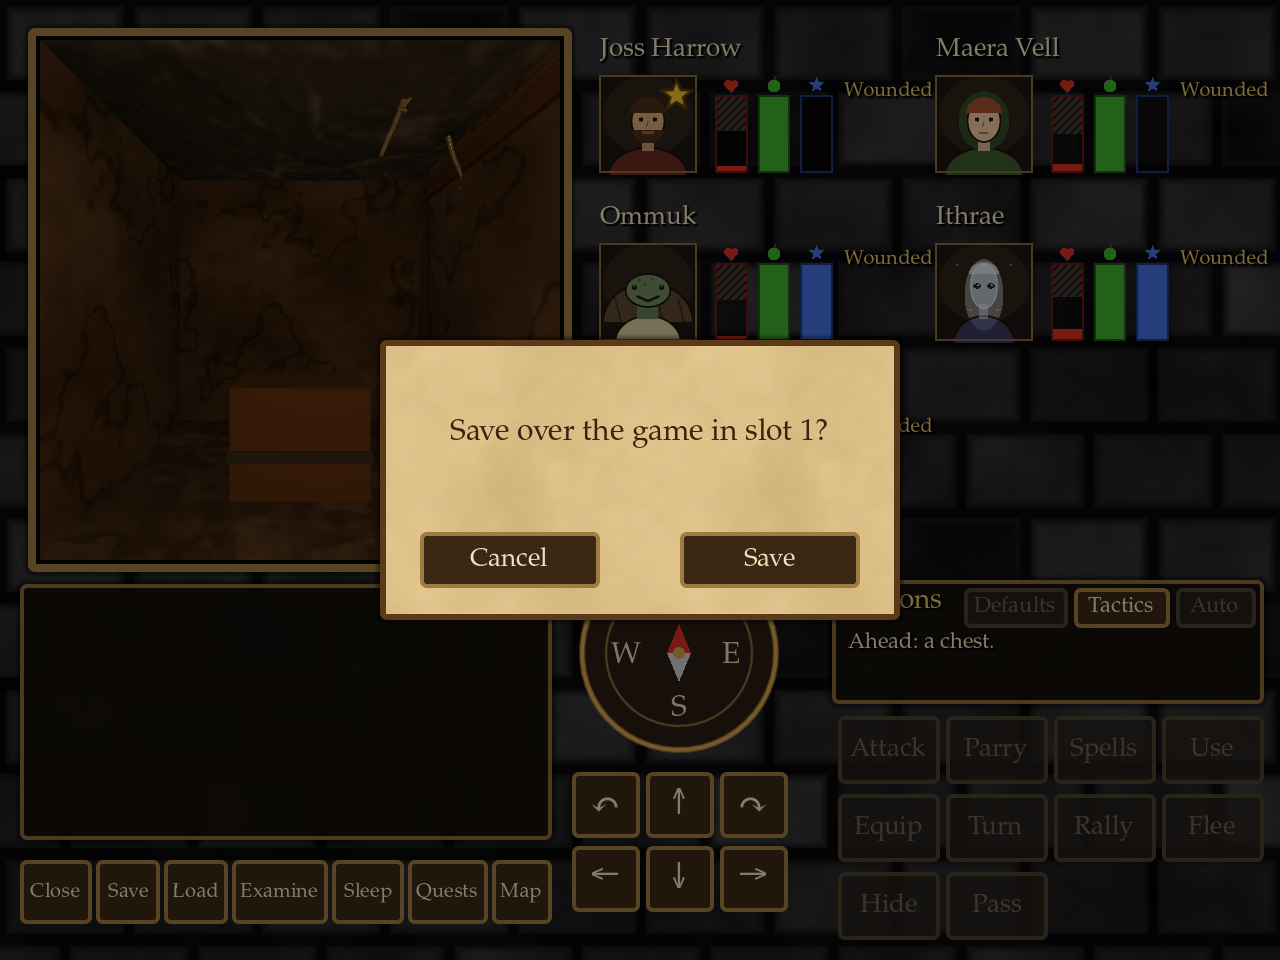 Joss Harrow
Maera Vell
Wounded
Wounded
Ommuk
Ithrae
Wounded
Wounded
Save over the game in slot 1?
Cancel
Save
Defaults
Tactics
Auto
Ahead: a chest.
W
E
S
Attack
Parry
Spells
Use
Equip
Turn
Rally
Flee
Hide
Pass
Close
Save
Load
Examine
Sleep
Quests
Map